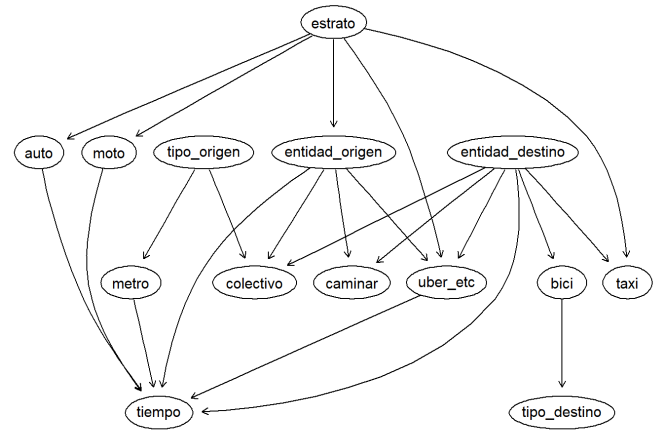 estrato
auto moto tipo_origen entidad_origen entidad_destino
metro colectivo caminar uber_etc bici taxi
tiempo tipo_destino